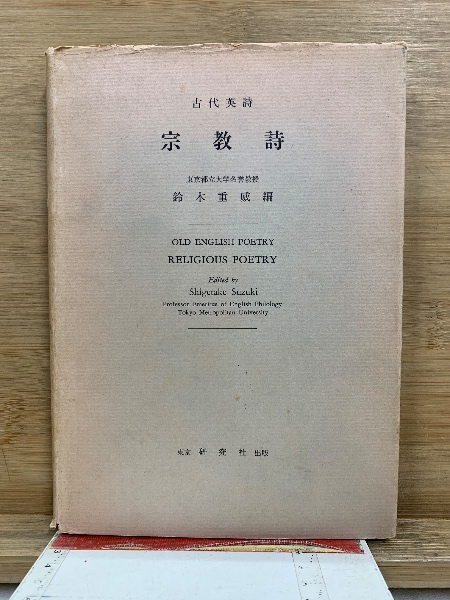 古代英詩
宗教詩
東京都立大学名誉教授
鈴木重威編
OLD ENGLISH POETRY
RELIGIOUS POETRY
Edited by
Shigetake Suzuki
Professor Emeritus of English Philology
Tokyo Metropolitan University
東京 研究社 出版